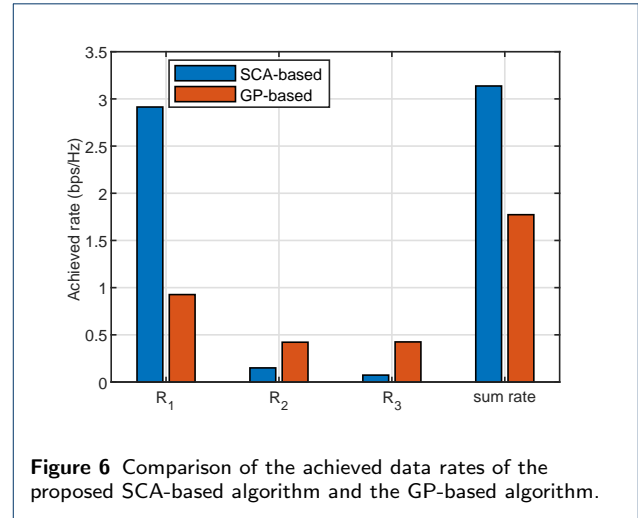 3.5
3
2.5
2
1.5
1
0.5
0
Achieved rate (bps/Hz)
SCA-based
GP-based
R1
R2
R3
sum rate
Figure 6 Comparison of the achieved data rates of the
proposed SCA-based algorithm and the GP-based algorithm.